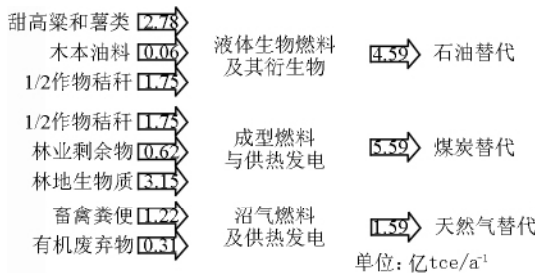 甜高粱和薯类 2.78
木本油料 0.06
1/2作物秸秆 1.75
液体生物燃料
及其衍生物
4.59 石油替代
1/2作物秸秆 1.75
林业剩余物 0.62
林地生物质 3.15
成型燃料
与供热发电
5.59 煤炭替代
畜禽粪便 1.22
有机废弃物 0.31
沼气燃料
及供热发电
1.59 天然气替代
单位:亿tce/a⁻¹